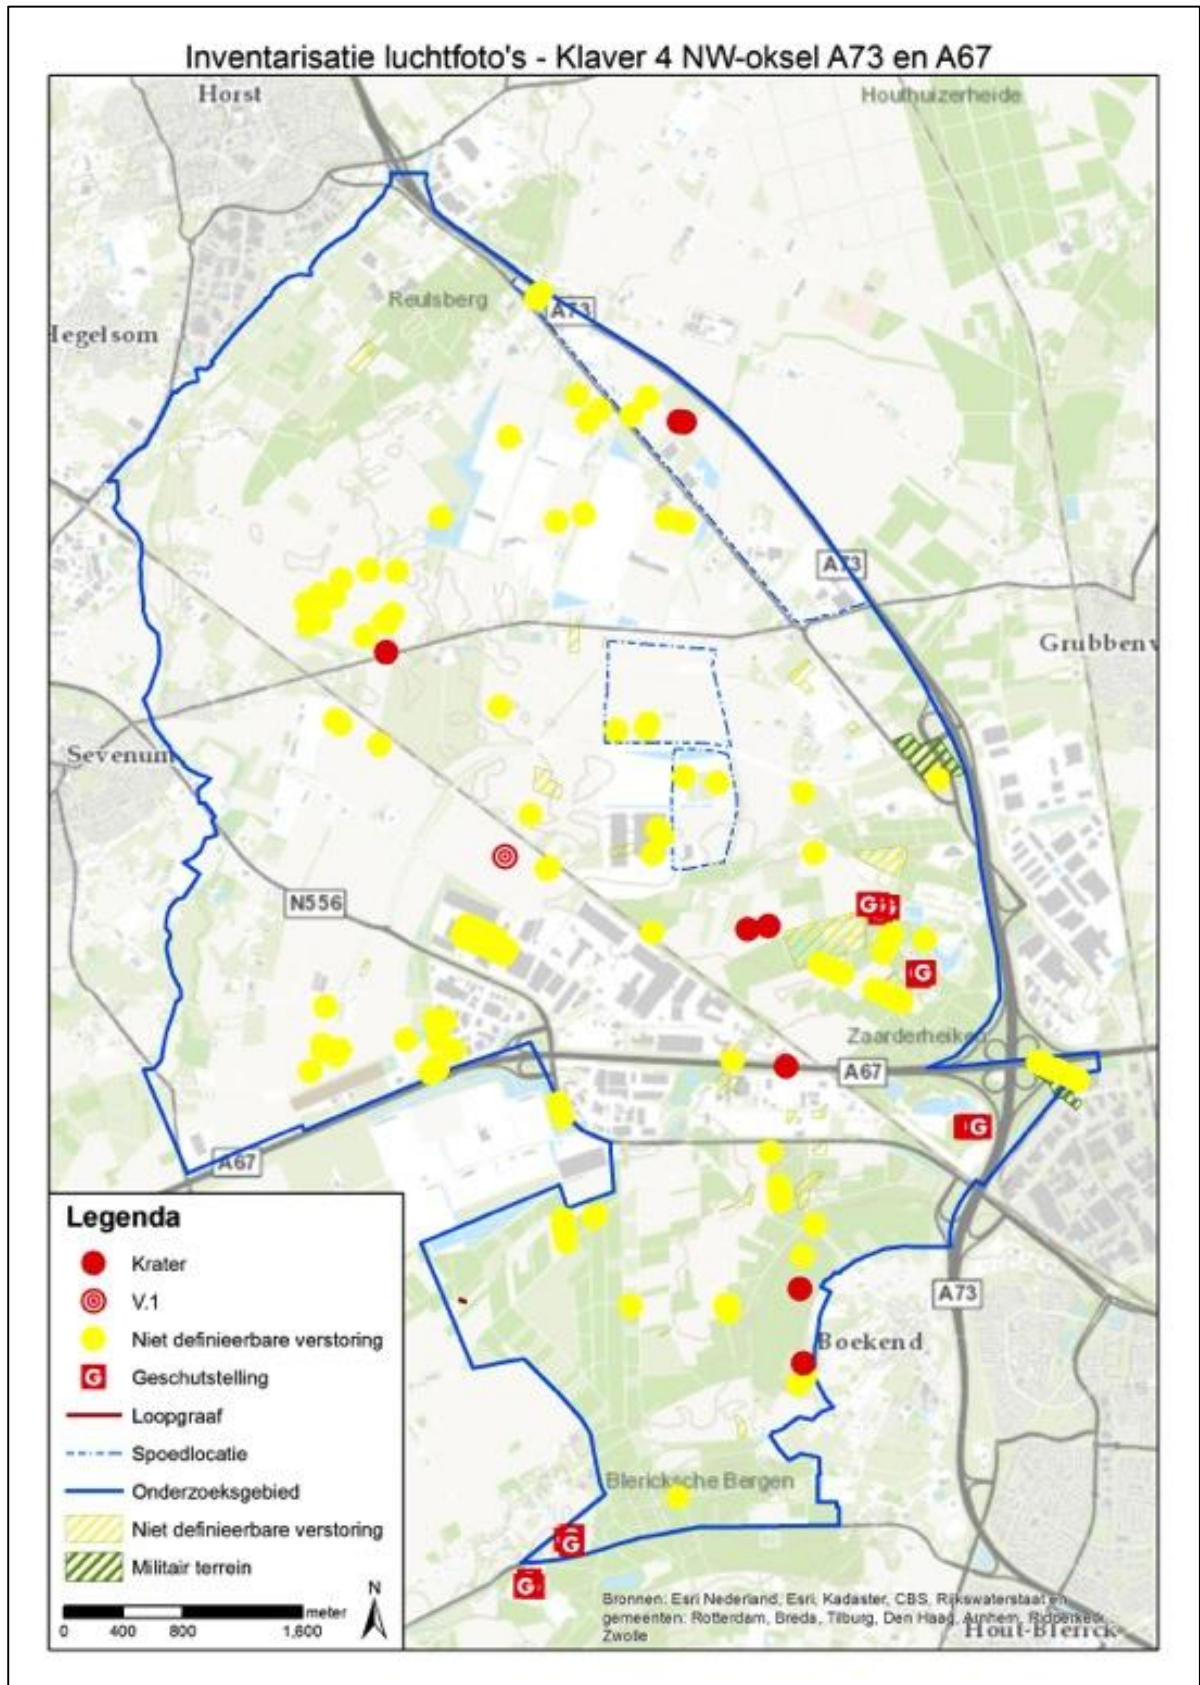 Inventarisatie luchtfoto's - Klaver 4 NW-oksel A73 en A67
Horst
Houthuizerheide
Reulsberg
A73
Hegelsom
A73
Grubbenv
Sevenum
N556
G
G
Zaarderheiken
A67
G
A67
A73
Boekend
Blericksche Bergen
G
G
Hout-Blerick
Legenda
Krater
V.1
Niet definieerbare verstoring
G Geschutstelling
Loopgraaf
Spoedlocatie
Onderzoeksgebied
Niet definieerbare verstoring
Militair terrein
N
meter
0 400 800 1,600
Bronnen: Esri Nederland, Esri, Kadaster, CBS, Rijkswaterstaat en
gemeenten: Rotterdam, Breda, Tilburg, Den Haag, Arnhem, Ridderkerk,
Zwolle